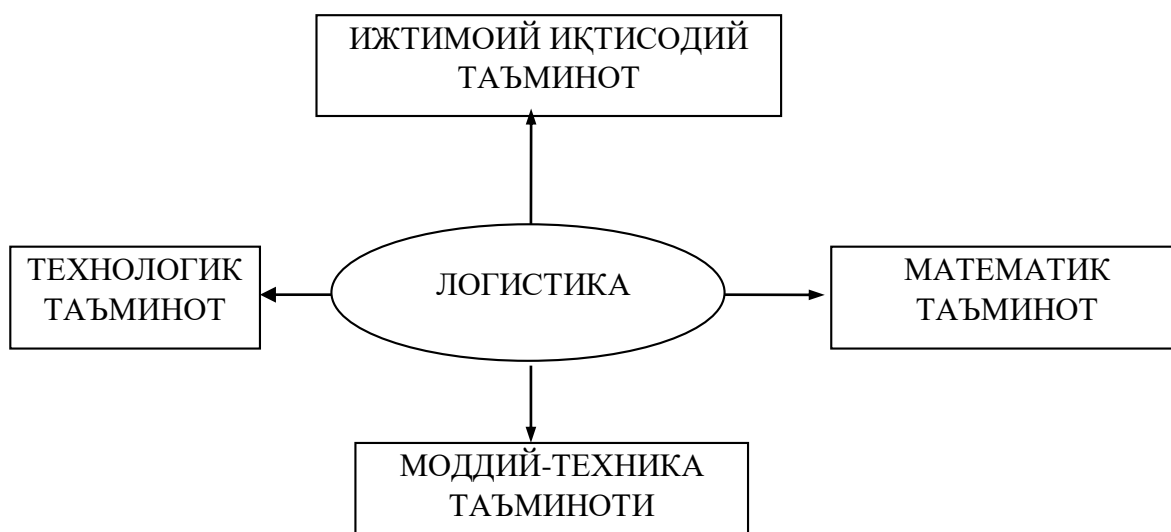 ИЖТИМОИЙ ИҚТИСОДИЙ
ТАЪМИНОТ
ТЕХНОЛОГИК
ТАЪМИНОТ
ЛОГИСТИКА
МАТЕМАТИК
ТАЪМИНОТ
МОДДИЙ-ТЕХНИКА
ТАЪМИНОТИ